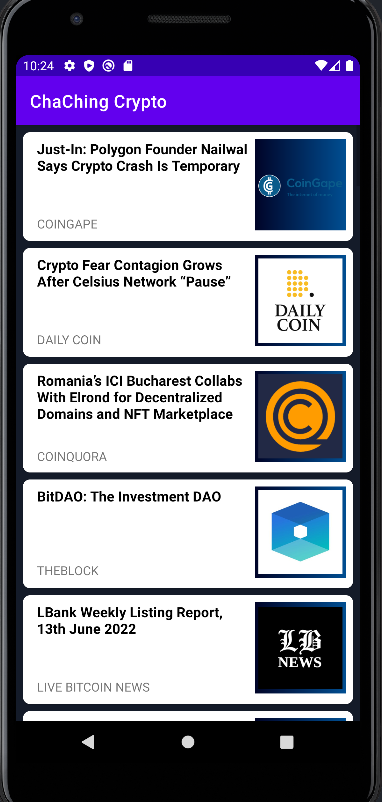 10:24
ChaChing Crypto
Just-In: Polygon Founder Nailwal
Says Crypto Crash Is Temporary
COINGAPE
CoinGape
Crypto Fear Contagion Grows
After Celsius Network “Pause”
DAILY COIN
DAILY
COIN
Romania’s ICI Bucharest Collabs
With Elrond for Decentralized
Domains and NFT Marketplace
COINQUORA
BitDAO: The Investment DAO
THEBLOCK
LBank Weekly Listing Report,
13th June 2022
LIVE BITCOIN NEWS
LB
NEWS